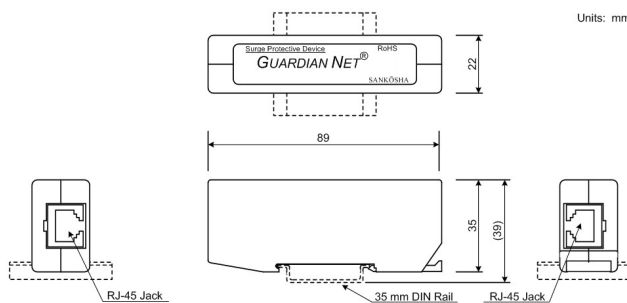 Units: mm
Surge Protective Device RoHS
GUARDIAN NET®
SANKŌSHA
22
89
35
(39)
RJ-45 Jack
35 mm DIN Rail
RJ-45 Jack